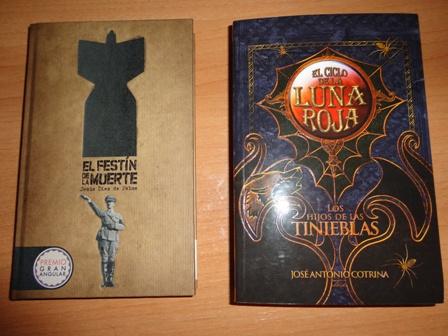 EL FESTÍN
DE LA MUERTE
Jesús Díez de Palma
PREMIO
GRAN
ANGULAR
EL CICLO
DE LA
LUNA
ROJA
LOS
HIJOS DE LAS
TINIEBLAS
JOSÉ ANTONIO COTRINA